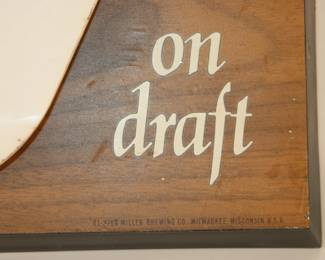 on
draft
MILLER BREWING CO. MILWAUKEE, WISCONSIN U.S.A.